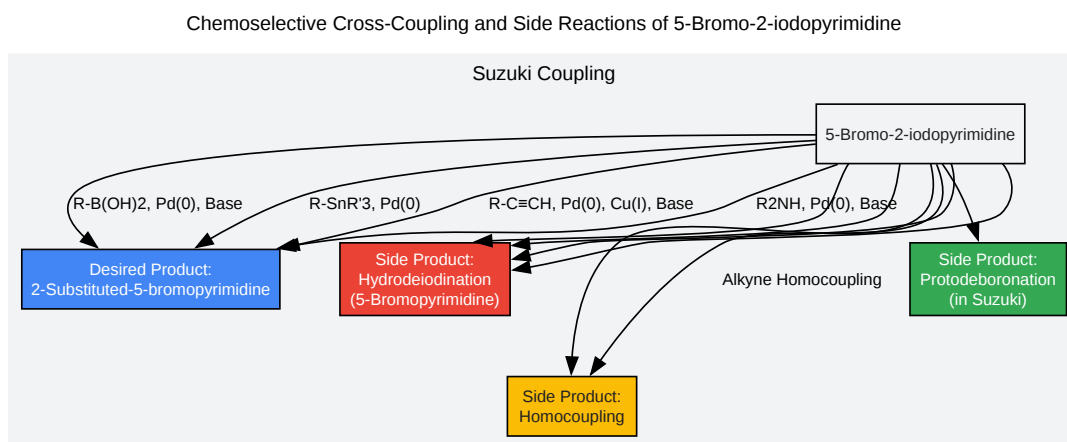 Chemoselective Cross-Coupling and Side Reactions of 5-Bromo-2-iodopyrimidine
Suzuki Coupling
5-Bromo-2-iodopyrimidine
R-B(OH)2, Pd(0), Base
R-SnR'3, Pd(0)
R-C≡CH, Pd(0), Cu(I), Base
R2NH, Pd(0), Base
Desired Product:
2-Substituted-5-bromopyrimidine
Side Product:
Hydrodeiodination
(5-Bromopyrimidine)
Alkyne Homocoupling
Side Product:
Protodeboronation
(in Suzuki)
Side Product:
Homocoupling